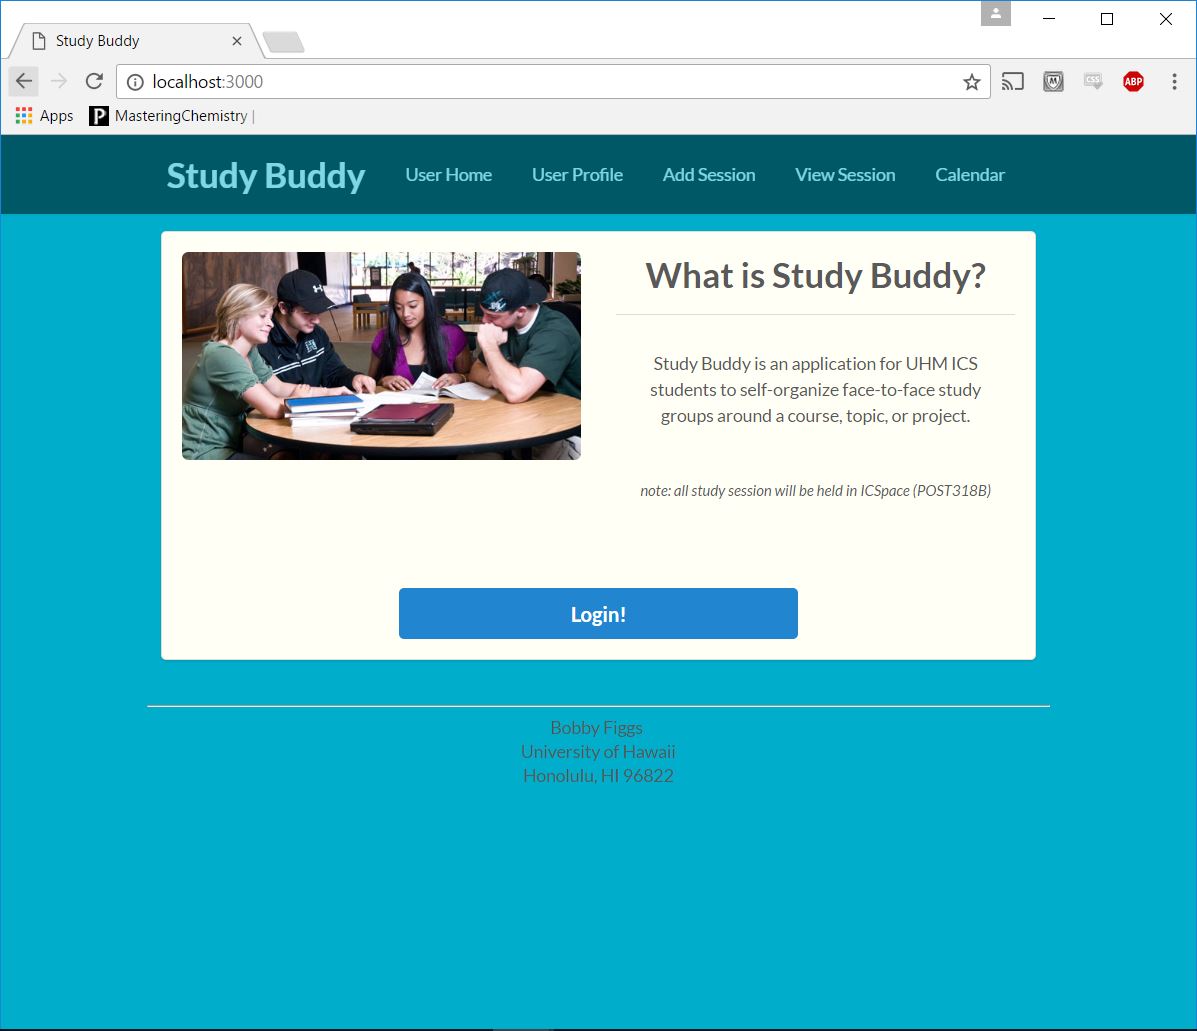 Study Buddy
localhost:3000
CSS
ABP
Apps
P
MasteringChemistry |
Study Buddy User Home User Profile Add Session View Session Calendar
What is Study Buddy?
Study Buddy is an application for UHM ICS
students to self-organize face-to-face study
groups around a course, topic, or project.
note: all study session will be held in ICSpace (POST318B)
Login!
Bobby Figgs
University of Hawaii
Honolulu, HI 96822